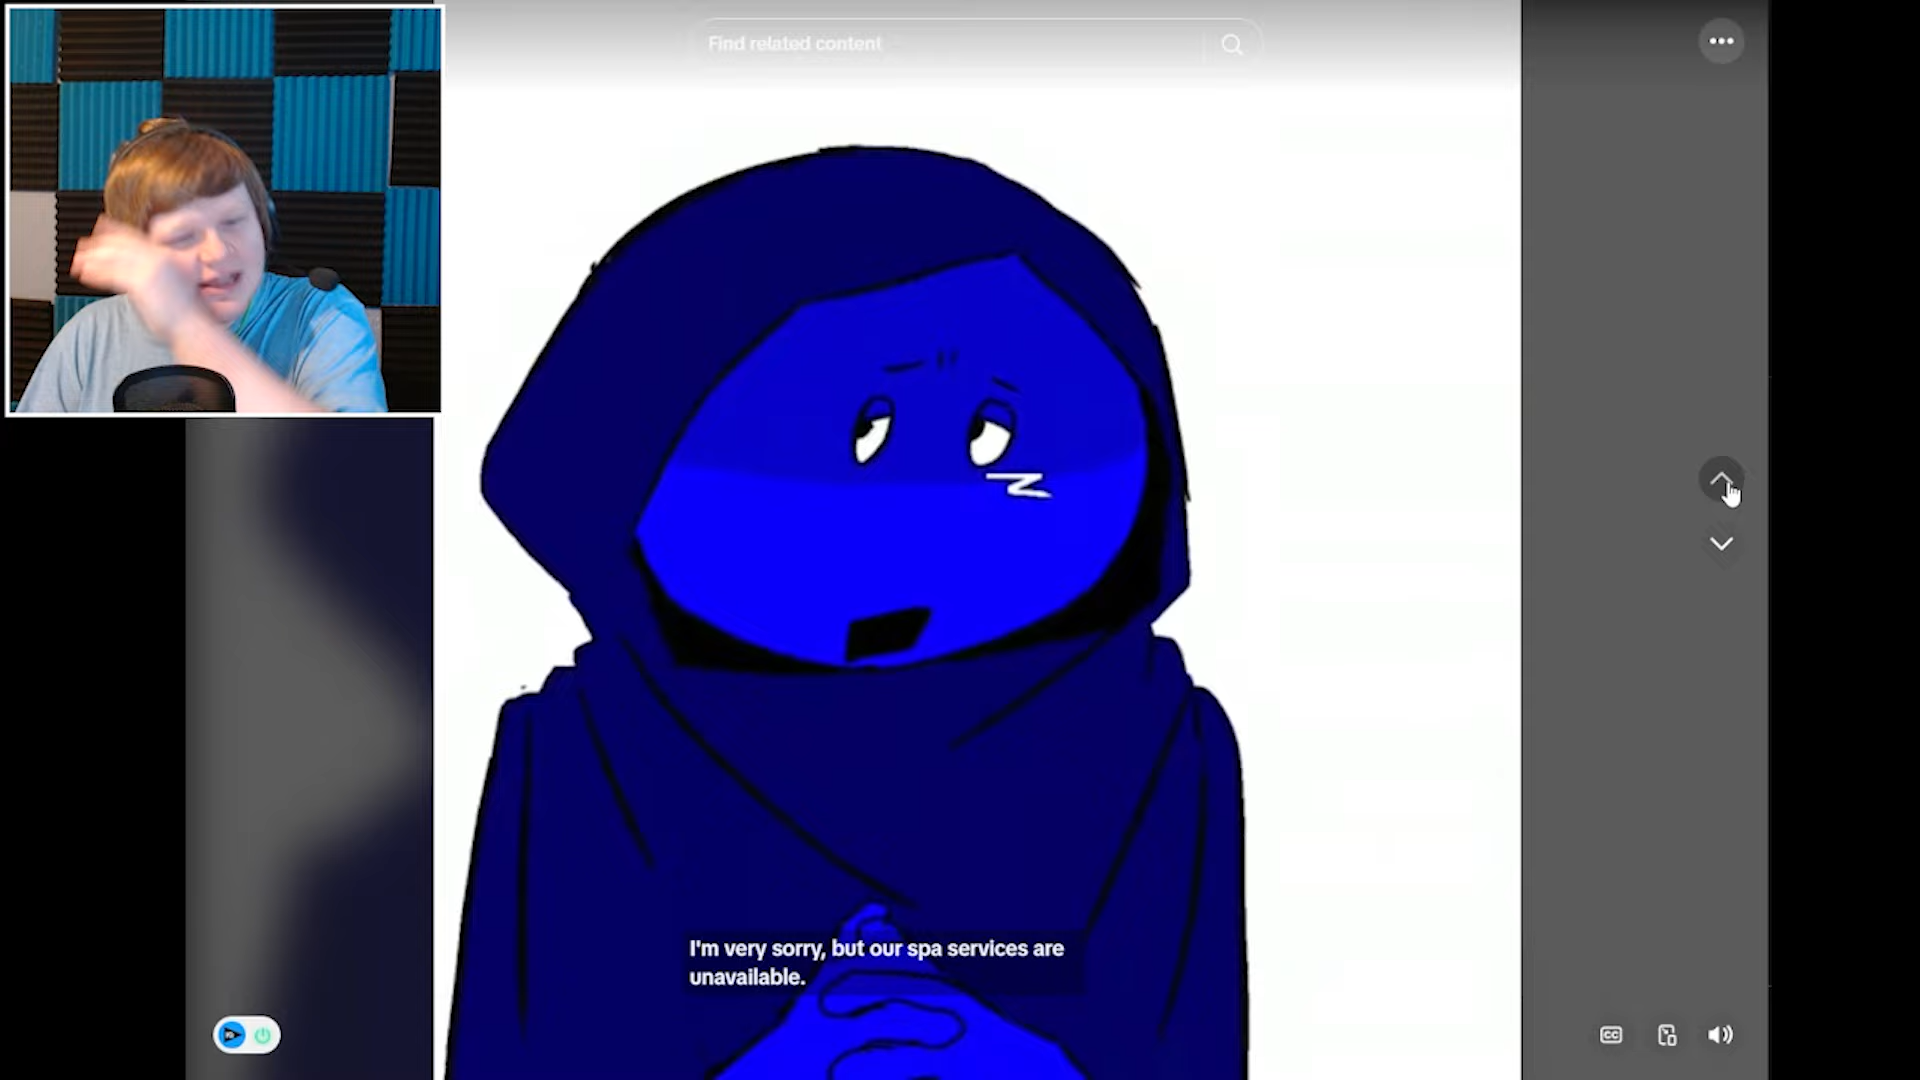 Find related content
I'm very sorry, but our spa services are
unavailable.